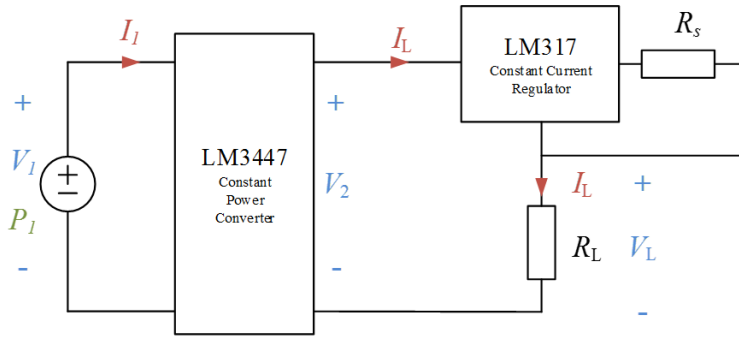 I1
IL
LM317
Constant Current
Regulator
Rs
+
V1
P1
-
+
-
LM3447
Constant
Power
Converter
+
V2
-
IL
RL
+
VL
-